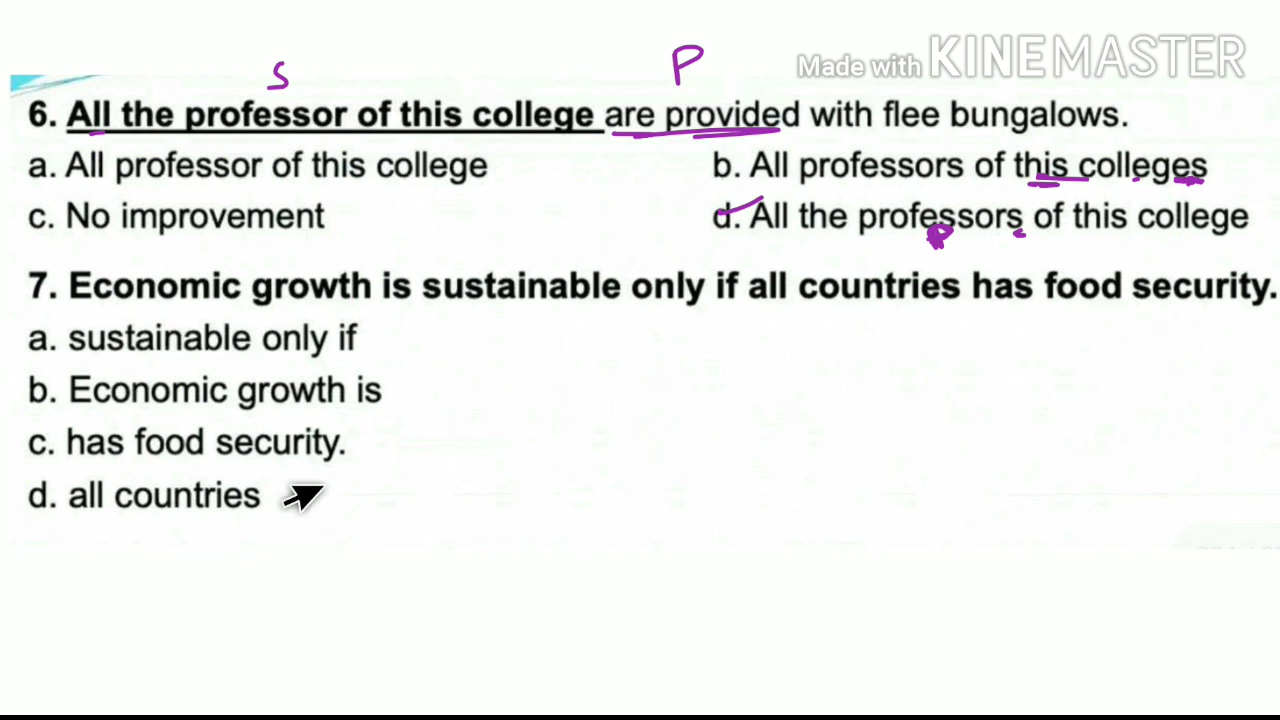 S P Made with KINEMASTER
6. All the professor of this college are provided with flee bungalows.
a. All professor of this college b. All professors of this colleges
c. No improvement d. All the professors of this college
P
7. Economic growth is sustainable only if all countries has food security.
a. sustainable only if
b. Economic growth is
c. has food security.
d. all countries